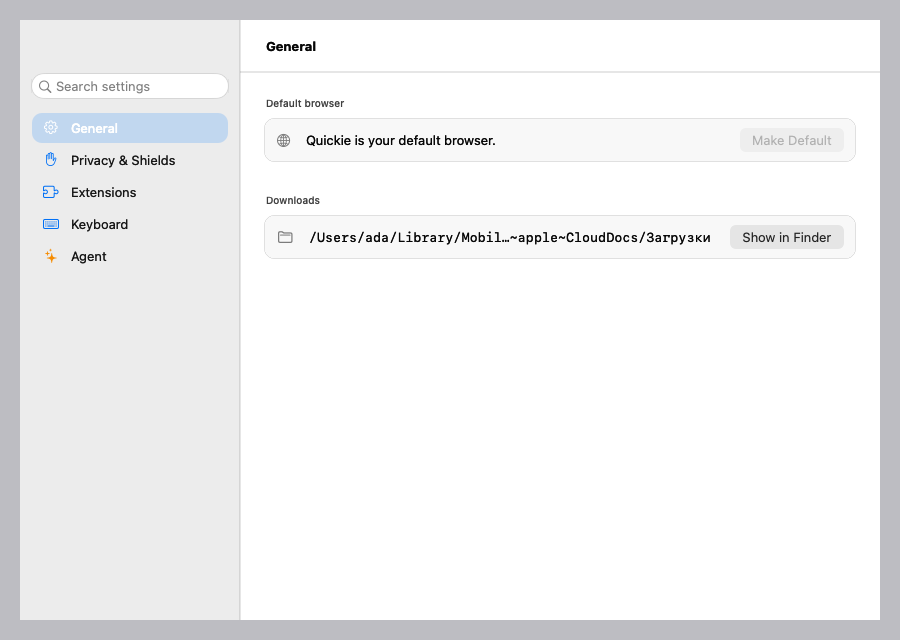 General
Search settings
General
Privacy & Shields
Extensions
Keyboard
Agent
Default browser
Quickie is your default browser.
Make Default
Downloads
/Users/ada/Library/Mobil…~apple~CloudDocs/Загрузки
Show in Finder